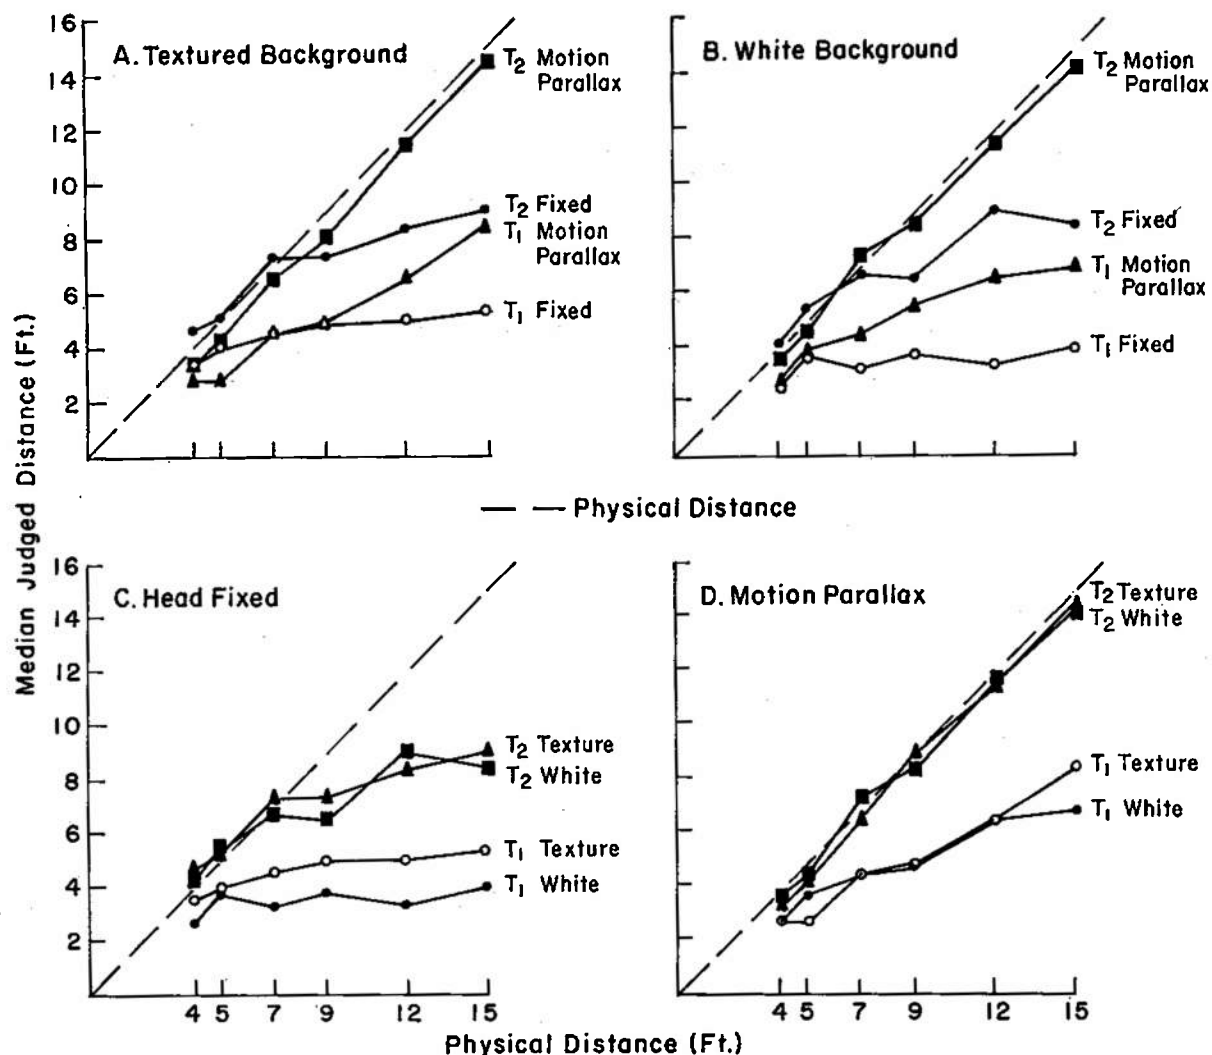 16
14
12
10
8
6
4
2
A. Textured Background
T2 Motion
Parallax
T2 Fixed
T1 Motion
Parallax
T1 Fixed
B. White Background
T2 Motion
Parallax
T2 Fixed
T1 Motion
Parallax
T1 Fixed
Median Judged Distance (Ft.)
— — Physical Distance
16
14
12
10
8
6
4
2
C. Head Fixed
T2 Texture
T2 White
T1 Texture
T1 White
4 5 7 9 12 15
D. Motion Parallax
T2 Texture
T2 White
T1 Texture
T1 White
4 5 7 9 12 15
Physical Distance (Ft.)